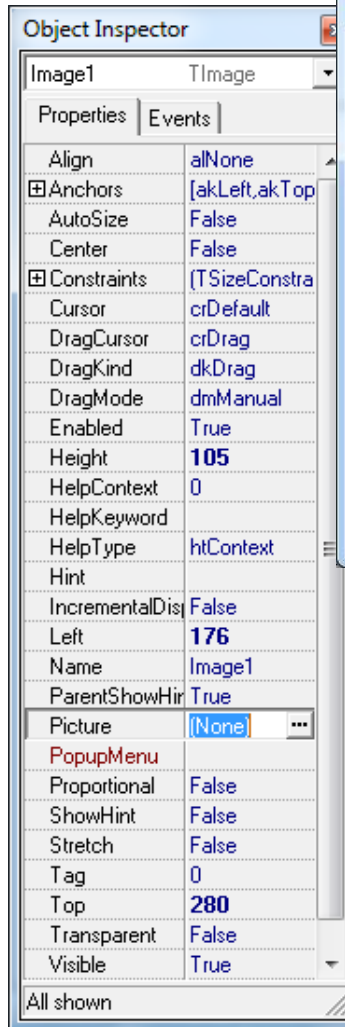 Object Inspector
Image1 TImage
Properties Events
Align alNone
Anchors [akLeft,akTop
AutoSize False
Center False
Constraints (TSizeConstra
Cursor crDefault
DragCursor crDrag
DragKind dkDrag
DragMode dmManual
Enabled True
Height 105
HelpContext 0
HelpKeyword
HelpType htContext
Hint
IncrementalDisp False
Left 176
Name Image1
ParentShowHin True
Picture (None) ...
PopupMenu
Proportional False
ShowHint False
Stretch False
Tag 0
Top 280
Transparent False
Visible True
All shown